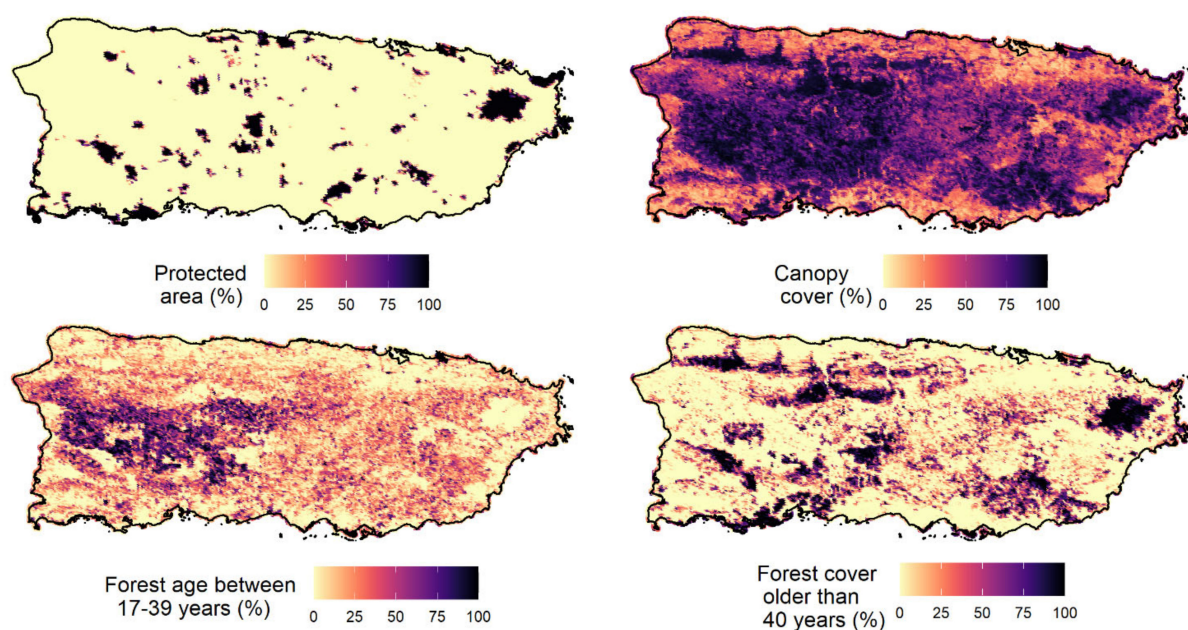 Protected
area (%)
0 25 50 75 100
Canopy
cover (%)
0 25 50 75 100
Forest age between
17-39 years (%)
0 25 50 75 100
Forest cover
older than
40 years (%)
0 25 50 75 100